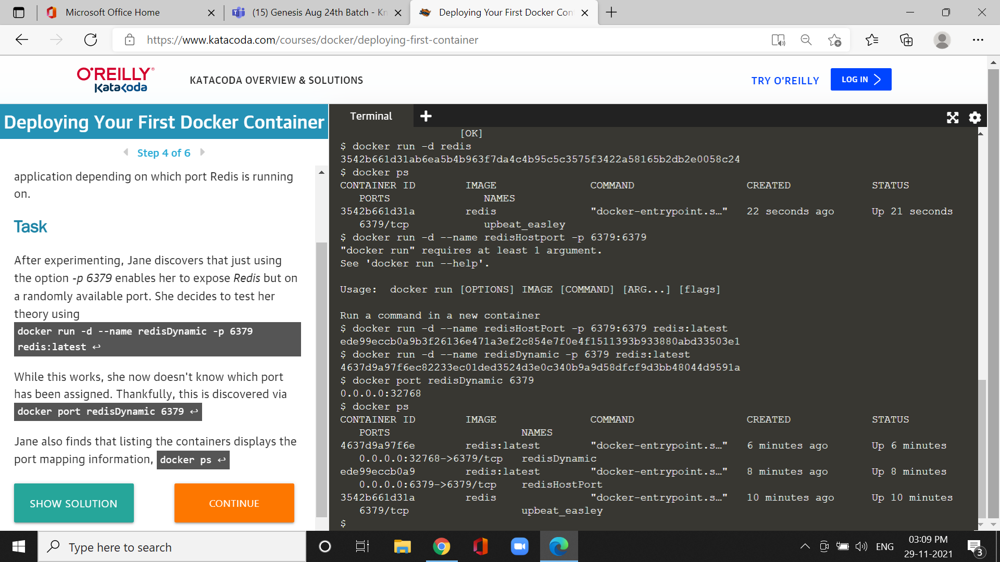 Microsoft Office Home
(15) Genesis Aug 24th Batch - Kn
Deploying Your First Docker Con
https://www.katacoda.com/courses/docker/deploying-first-container
O'REILLY®
Katacoda
KATACODA OVERVIEW & SOLUTIONS
TRY O'REILLY
LOG IN
Deploying Your First Docker Container
Step 4 of 6
application depending on which port Redis is running
on.
Task
After experimenting, Jane discovers that just using
the option -p 6379 enables her to expose Redis but on
a randomly available port. She decides to test her
theory using
docker run -d --name redisDynamic -p 6379
redis:latest ↩
While this works, she now doesn't know which port
has been assigned. Thankfully, this is discovered via
docker port redisDynamic 6379 ↩
Jane also finds that listing the containers displays the
port mapping information, docker ps ↩
SHOW SOLUTION
CONTINUE
Terminal
[OK]
$ docker run -d redis
3542b661d31ab6ea5b4b963f7da4c4b95c5c3575f3422a58165b2db2e0058c24
$ docker ps
CONTAINER ID IMAGE COMMAND CREATED STATUS
PORTS NAMES
3542b661d31a redis "docker-entrypoint.s…" 22 seconds ago Up 21 seconds
6379/tcp upbeat_easley
$ docker run -d --name redisHostport -p 6379:6379
"docker run" requires at least 1 argument.
See 'docker run --help'.
Usage: docker run [OPTIONS] IMAGE [COMMAND] [ARG...] [flags]
Run a command in a new container
$ docker run -d --name redisHostPort -p 6379:6379 redis:latest
ede99eccb0a9b3f26136e471a3ef2c854e7f0e4f1511393b933880abd33503e1
$ docker run -d --name redisDynamic -p 6379 redis:latest
4637d9a97f6ec82233ec01ded3524d3e0c340b9a9d58dfcf9d3bb48044d9591a
$ docker port redisDynamic 6379
0.0.0.0:32768
$ docker ps
CONTAINER ID IMAGE COMMAND CREATED STATUS
PORTS NAMES
4637d9a97f6e redis:latest "docker-entrypoint.s…" 6 minutes ago Up 6 minutes
0.0.0.0:32768->6379/tcp redisDynamic
ede99eccb0a9 redis:latest "docker-entrypoint.s…" 8 minutes ago Up 8 minutes
0.0.0.0:6379->6379/tcp redisHostPort
3542b661d31a redis "docker-entrypoint.s…" 10 minutes ago Up 10 minutes
6379/tcp upbeat_easley
$
Type here to search
ENG
03:09 PM
29-11-2021
3